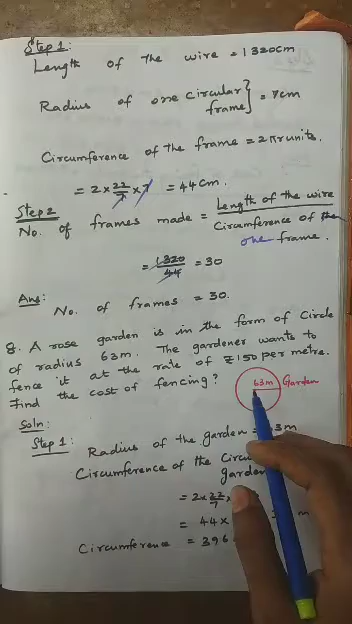 Step 1:
Length of the wire = 1320cm
Radius of one circular frame } = 7cm
Circumference of the frame = 2πr units.
= 2 × 22/7 × 7 = 44cm.
Step 2
No. of frames made = Length of the wire / Circumference of the one frame.
= 1320/44 = 30
Ans:
No. of frames = 30.
8. A rose garden is in the form of circle
of radius 63m. The gardener wants to
fence it at the rate of ₹150 per metre.
Find the cost of fencing?
63m Garden
Soln:
Step 1:
Radius of the garden = 3m
Circumference of the
garden
= 2 × 22/7 ×
= 44 × m
Circumference = 396